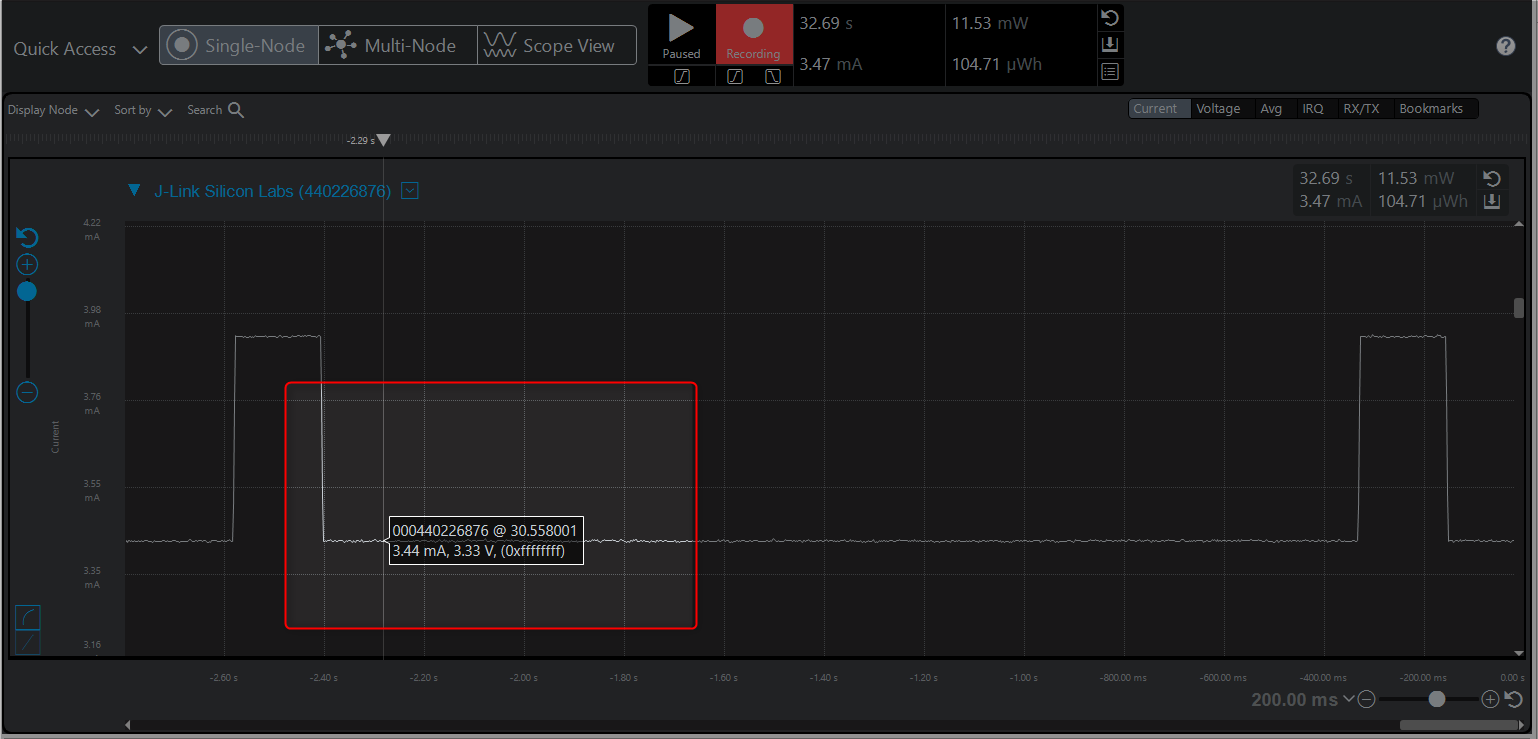 Quick Access
Single-Node
Multi-Node
Scope View
Paused
Recording
32.69 s
11.53 mW
3.47 mA
104.71 µWh
Display Node
Sort by
Search
Current
Voltage
Avg
IRQ
RX/TX
Bookmarks
-2.29 s
J-Link Silicon Labs (440226876)
32.69 s
11.53 mW
3.47 mA
104.71 µWh
4.22
mA
3.98
mA
3.76
mA
Current
3.55
mA
3.35
mA
3.16
000440226876 @ 30.558001
3.44 mA, 3.33 V, (0xffffffff)
-2.60 s
-2.40 s
-2.20 s
-2.00 s
-1.80 s
-1.60 s
-1.40 s
-1.20 s
-1.00 s
-800.00 ms
-600.00 ms
-400.00 ms
-200.00 ms
0.00 s
200.00 ms